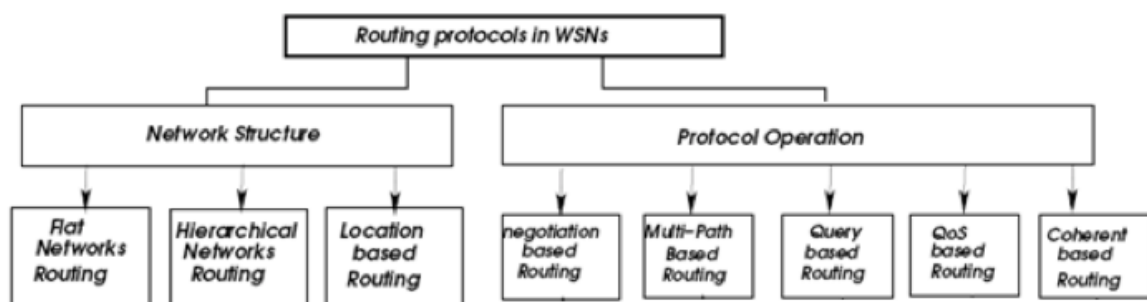 Routing protocols in WSNs
Network Structure
Protocol Operation
Flat
Networks
Routing
Hierarchical
Networks
Routing
Location
based
Routing
negotiation
based
Routing
Multi-Path
Based
Routing
Query
based
Routing
QoS
based
Routing
Coherent
based
Routing